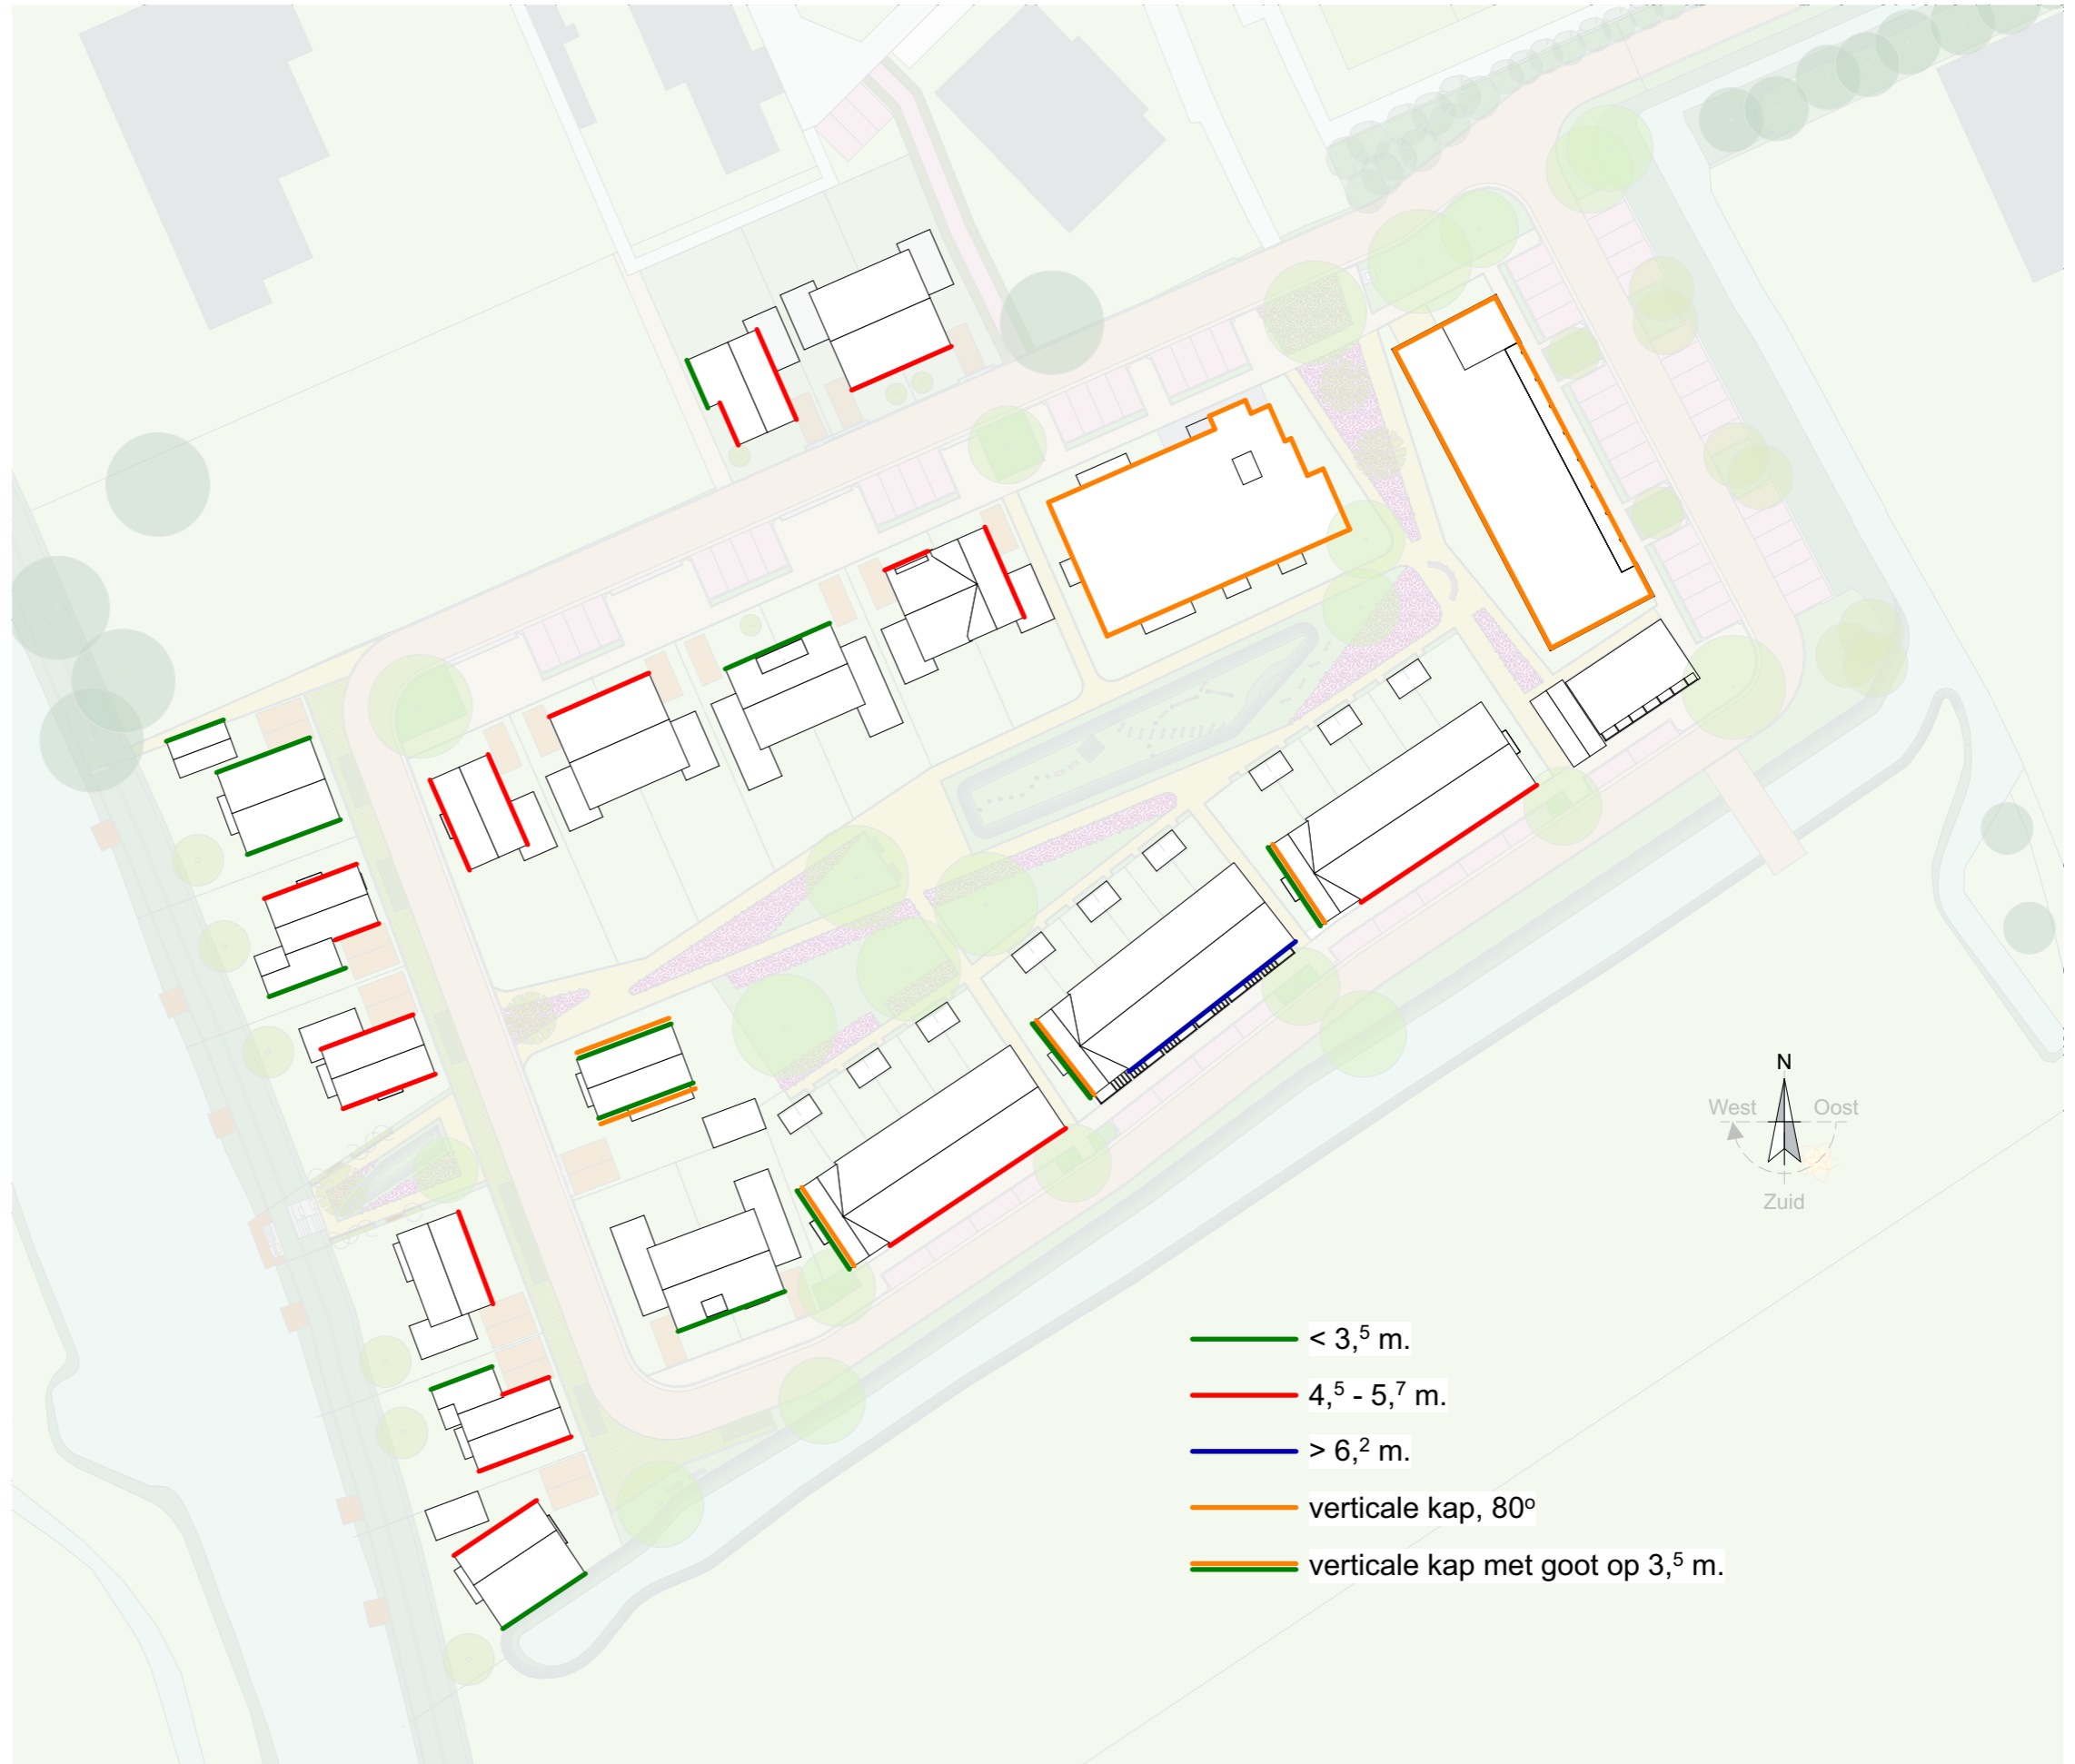 N
West Oost
Zuid
< 3,⁵ m.
4,⁵ - 5,⁷ m.
> 6,² m.
verticale kap, 80º
verticale kap met goot op 3,⁵ m.